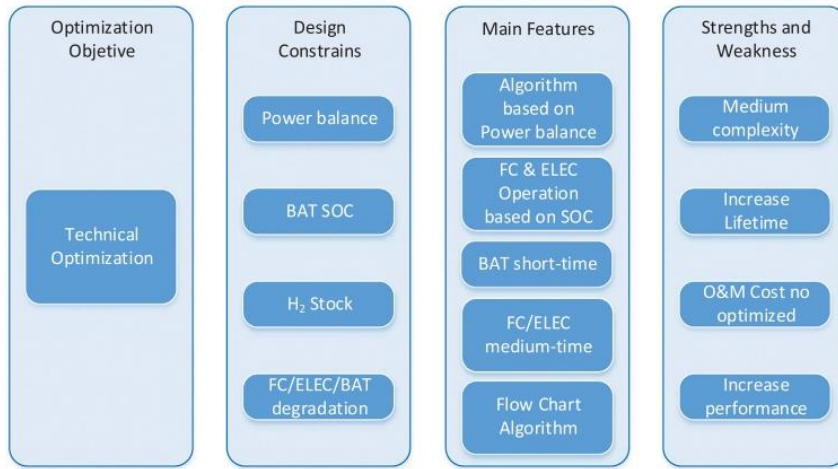 Optimization
Objetive
Technical
Optimization
Design
Constrains
Power balance
BAT SOC
H₂ Stock
FC/ELEC/BAT
degradation
Main Features
Algorithm
based on
Power balance
FC & ELEC
Operation
based on SOC
BAT short-time
FC/ELEC
medium-time
Flow Chart
Algorithm
Strengths and
Weakness
Medium
complexity
Increase
Lifetime
O&M Cost no
optimized
Increase
performance